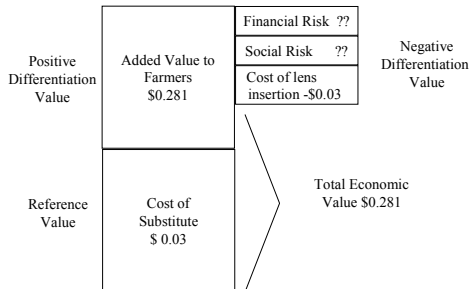 Positive
Differentiation
Value
Added Value to
Farmers
$0.281
Financial Risk ??
Social Risk ??
Cost of lens
insertion -$0.03
Negative
Differentiation
Value
Reference
Value
Cost of
Substitute
$ 0.03
Total Economic
Value $0.281